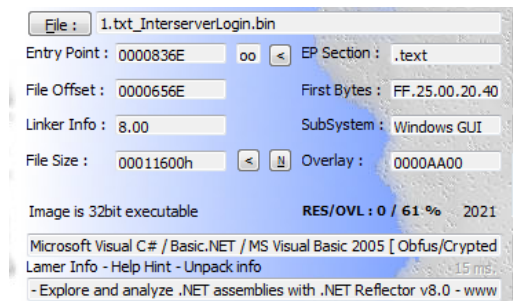 File : 1.txt_InterserverLogin.bin
Entry Point : 0000836E oo < EP Section : .text
File Offset : 0000656E First Bytes : FF.25.00.20.40
Linker Info : 8.00 SubSystem : Windows GUI
File Size : 00011600h < N Overlay : 0000AA00
Image is 32bit executable RES/OVL : 0 / 61 % 2021
Microsoft Visual C# / Basic.NET / MS Visual Basic 2005 [ Obfus/Crypted
Lamer Info - Help Hint - Unpack info 15 ms.
- Explore and analyze .NET assemblies with .NET Reflector v8.0 - www